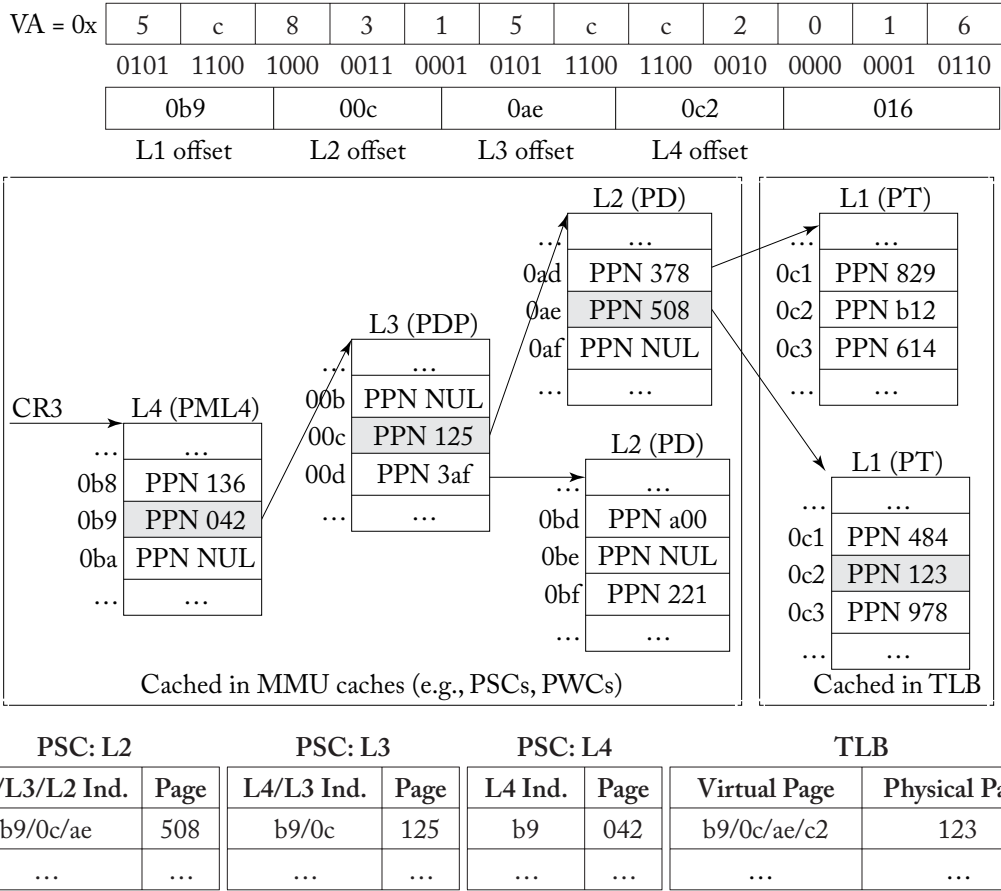 VA = 0x 5 c 8 3 1 5 c c 2 0 1 6
0101 1100 1000 0011 0001 0101 1100 1100 0010 0000 0001 0110
0b9 00c 0ae 0c2 016
L1 offset L2 offset L3 offset L4 offset
L4 (PML4)
CR3
... ...
0b8 PPN 136
0b9 PPN 042
0ba PPN NUL
... ...
L3 (PDP)
... ...
00b PPN NUL
00c PPN 125
00d PPN 3af
... ...
L2 (PD)
... ...
0ad PPN 378
0ae PPN 508
0af PPN NUL
... ...
L2 (PD)
... ...
0bd PPN a00
0be PPN NUL
0bf PPN 221
... ...
Cached in MMU caches (e.g., PSCs, PWCs)
L1 (PT)
... ...
0c1 PPN 829
0c2 PPN b12
0c3 PPN 614
... ...
L1 (PT)
... ...
0c1 PPN 484
0c2 PPN 123
0c3 PPN 978
... ...
Cached in TLB
PSC: L2
/L3/L2 Ind. Page
b9/0c/ae 508
... ...
PSC: L3
L4/L3 Ind. Page
b9/0c 125
... ...
PSC: L4
L4 Ind. Page
b9 042
... ...
TLB
Virtual Page Physical Pa
b9/0c/ae/c2 123
... ...